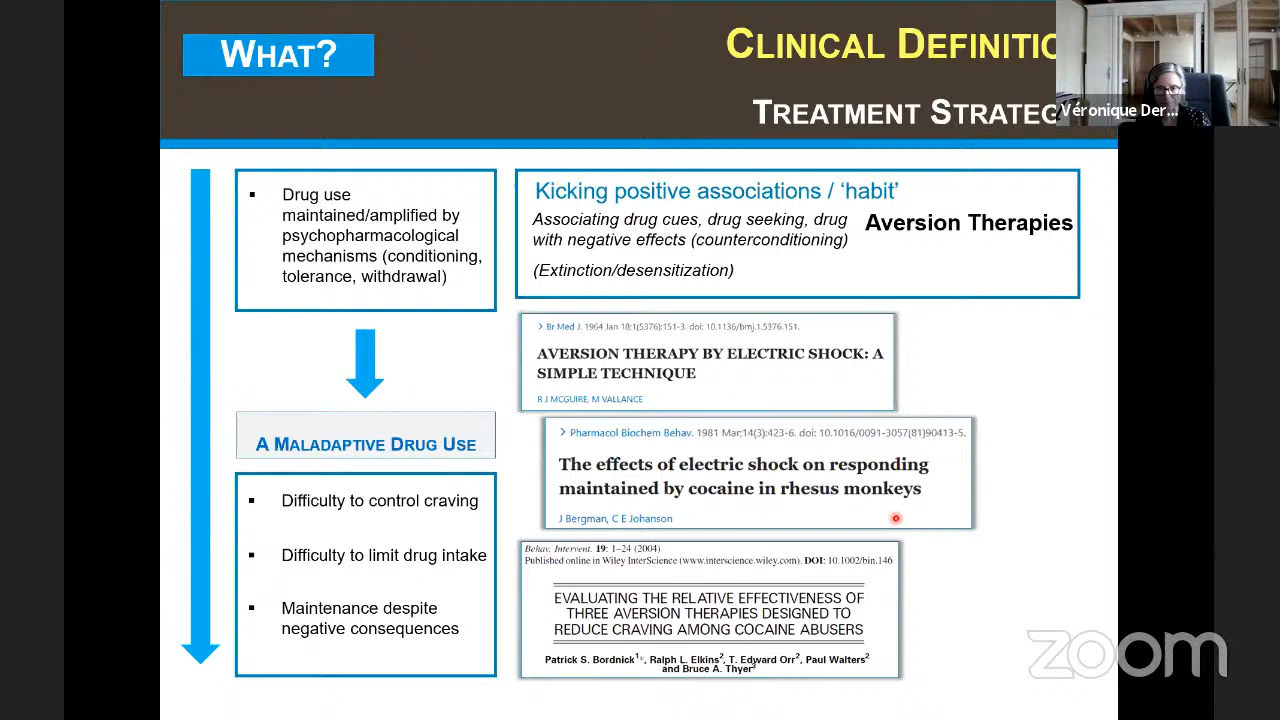 WHAT?
CLINICAL DEFINITIO
TREATMENT STRATEG
Véronique Der...
▪ Drug use
maintained/amplified by
psychopharmacological
mechanisms (conditioning,
tolerance, withdrawal)
Kicking positive associations / ‘habit’
Associating drug cues, drug seeking, drug
with negative effects (counterconditioning)
Aversion Therapies
(Extinction/desensitization)
> Br Med J. 1964 Jan 18;1(5376):151-3. doi: 10.1136/bmj.1.5376.151.
AVERSION THERAPY BY ELECTRIC SHOCK: A
SIMPLE TECHNIQUE
R J MCGUIRE, M VALLANCE
A MALADAPTIVE DRUG USE
> Pharmacol Biochem Behav. 1981 Mar;14(3):423-6. doi: 10.1016/0091-3057(81)90413-5.
The effects of electric shock on responding
maintained by cocaine in rhesus monkeys
J Bergman, C E Johanson
▪ Difficulty to control craving
▪ Difficulty to limit drug intake
▪ Maintenance despite
negative consequences
Behav. Intervent. 19: 1–24 (2004)
Published online in Wiley InterScience (www.interscience.wiley.com). DOI: 10.1002/bin.146
EVALUATING THE RELATIVE EFFECTIVENESS OF
THREE AVERSION THERAPIES DESIGNED TO
REDUCE CRAVING AMONG COCAINE ABUSERS
Patrick S. Bordnick1*, Ralph L. Elkins2, T. Edward Orr2, Paul Walters2
and Bruce A. Thyer3
zoom